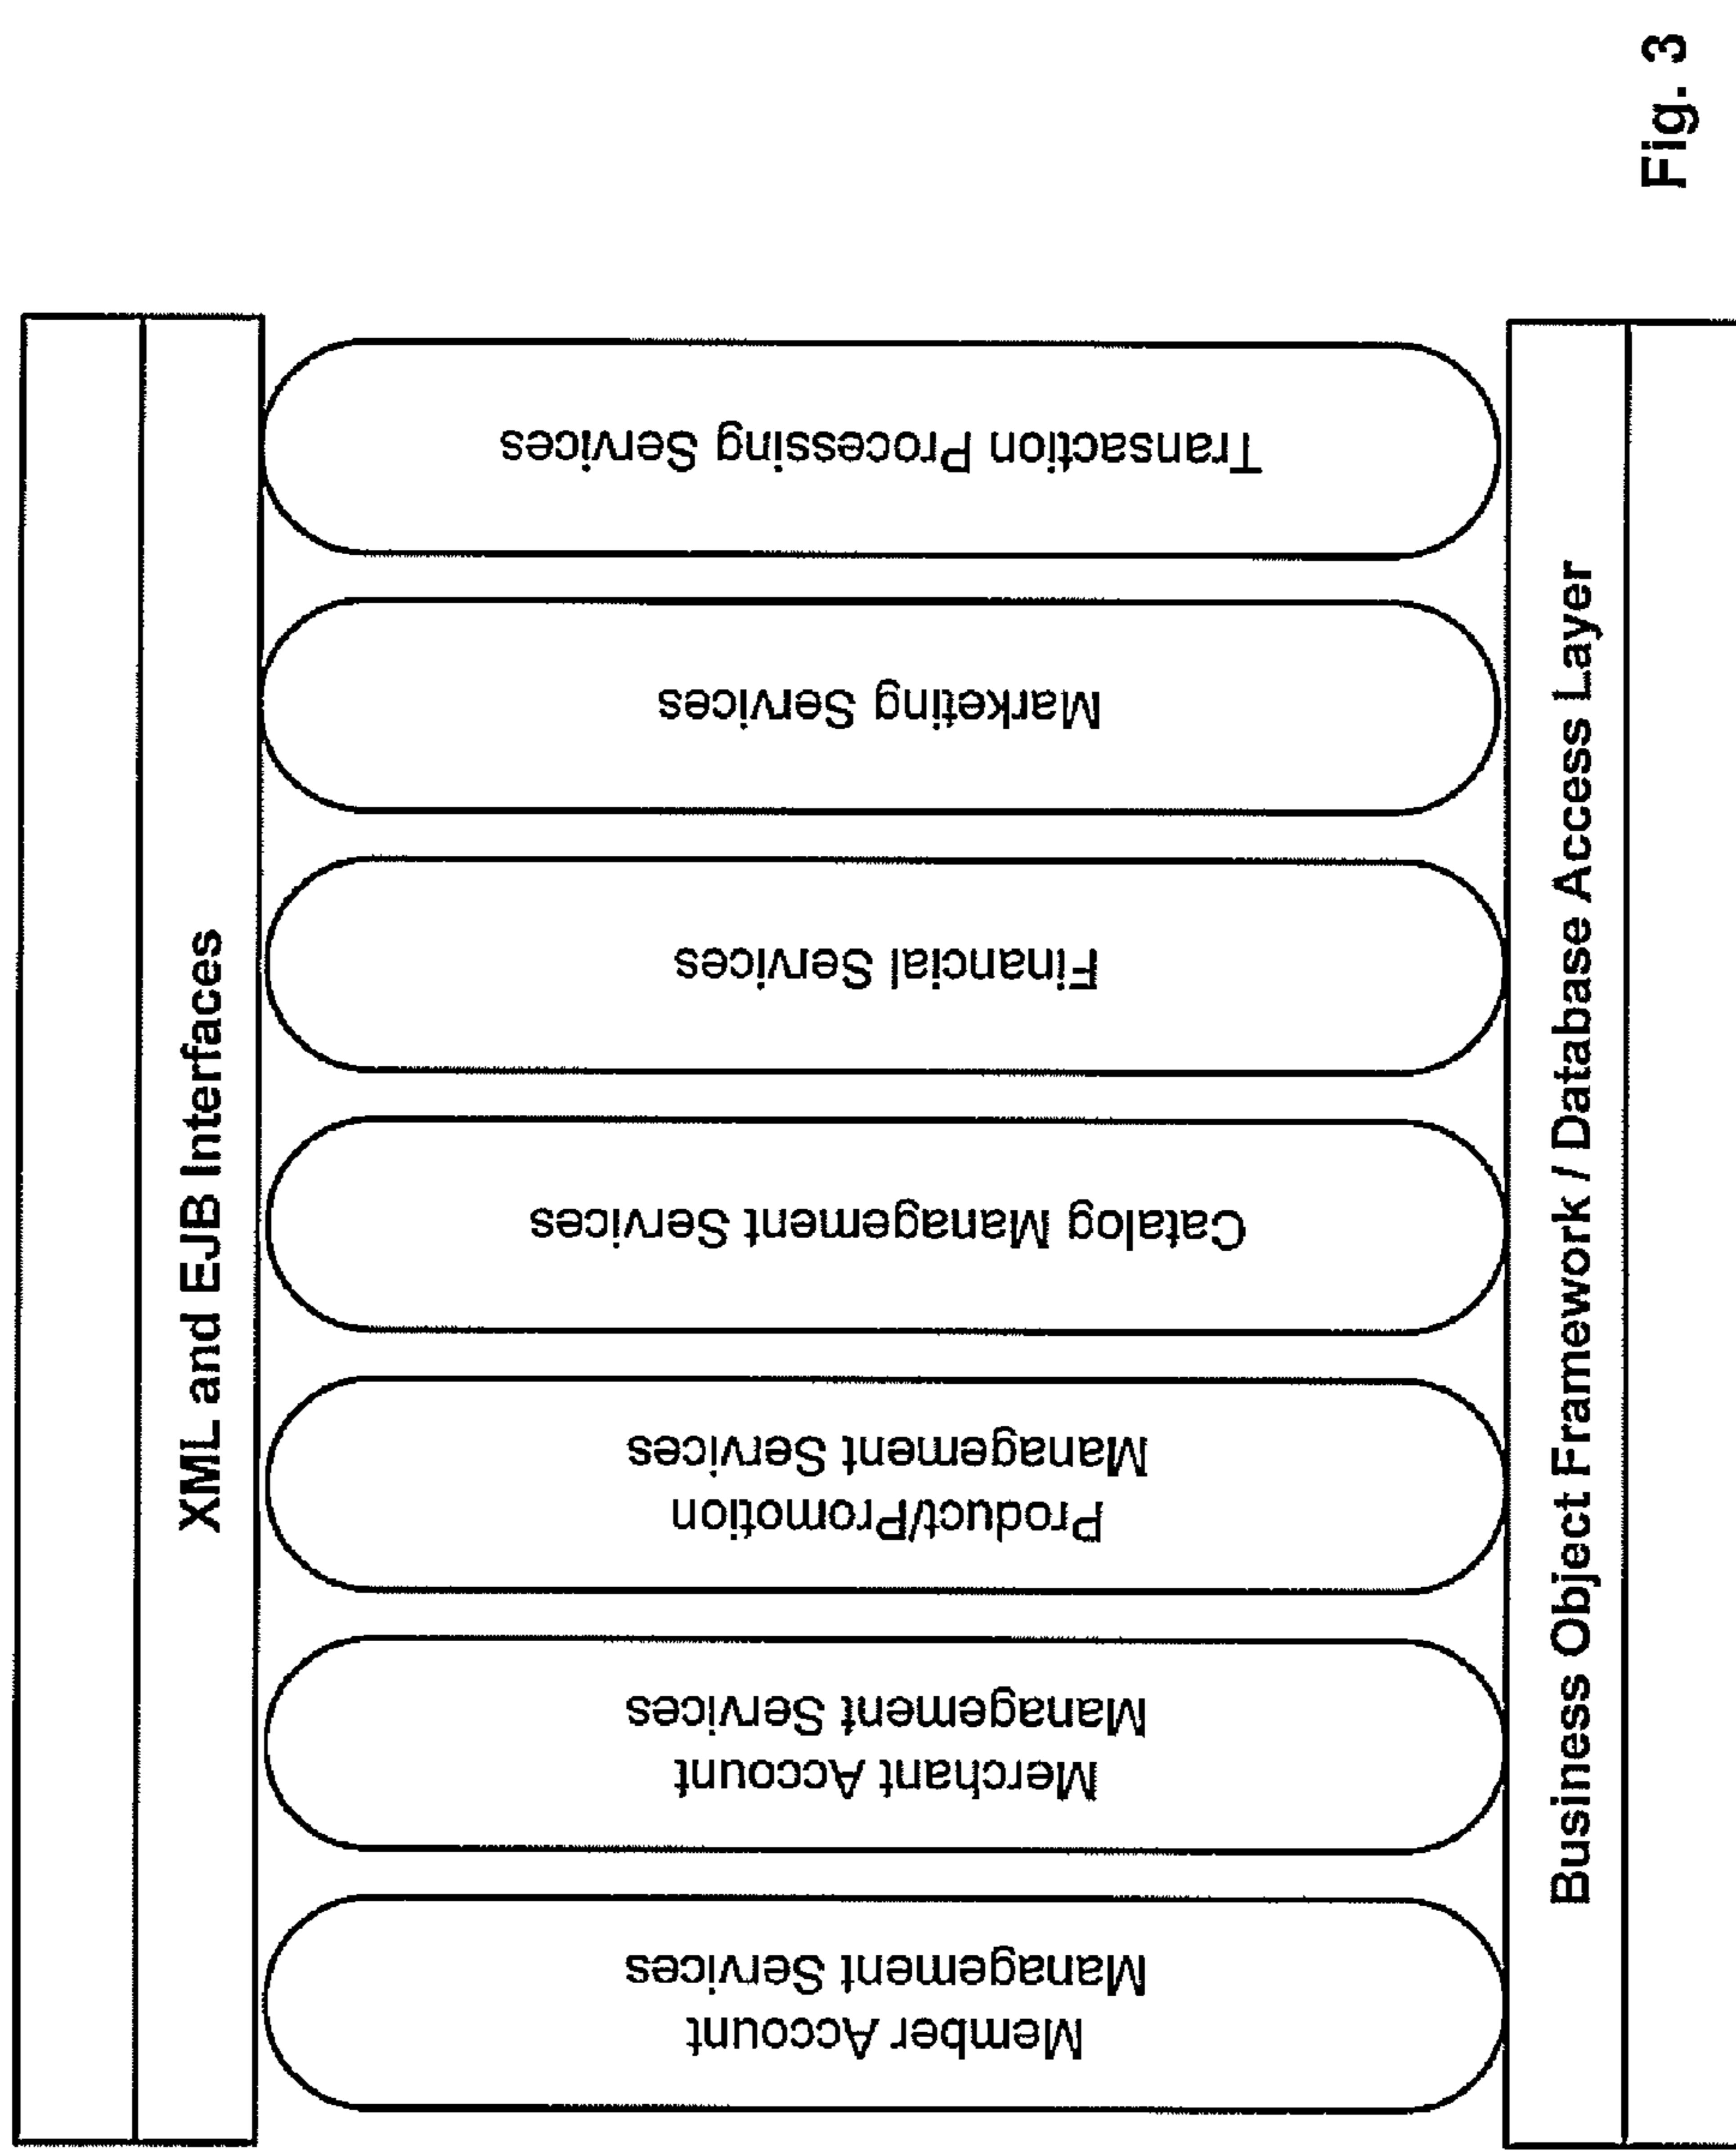 XML and EJB Interfaces
Member Account
Management Services
Merchant Account
Management Services
Product/Promotion
Management Services
Catalog Management Services
Financial Services
Marketing Services
Transaction Processing Services
Business Object Framework / Database Access Layer
Fig. 3